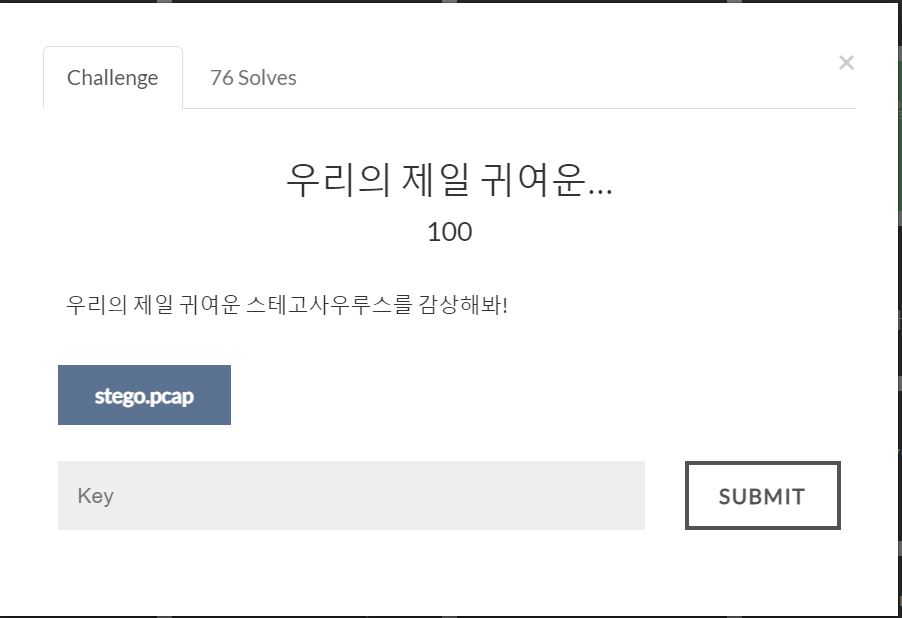 Challenge
76 Solves
×
우리의 제일 귀여운...
100
우리의 제일 귀여운 스테고사우루스를 감상해봐!
stego.pcap
Key
SUBMIT